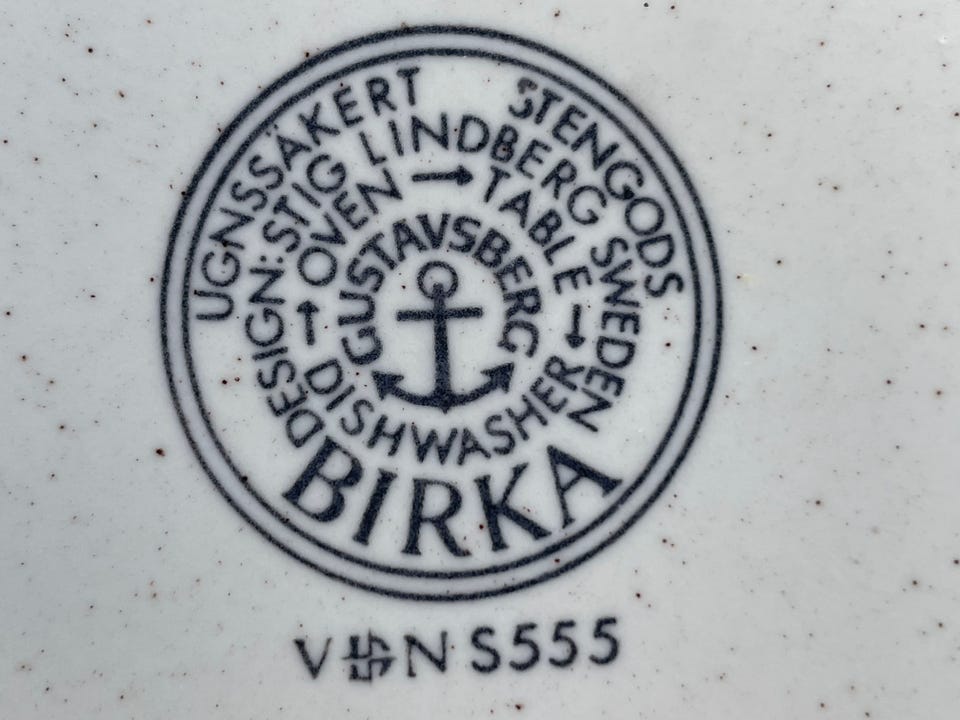 UGNSSÄKERT STENGODS
DESIGN: STIG LINDBERG SWEDEN
OVEN → TABLE → DISHWASHER →
GUSTAVSBERG
BIRKA
V N S555